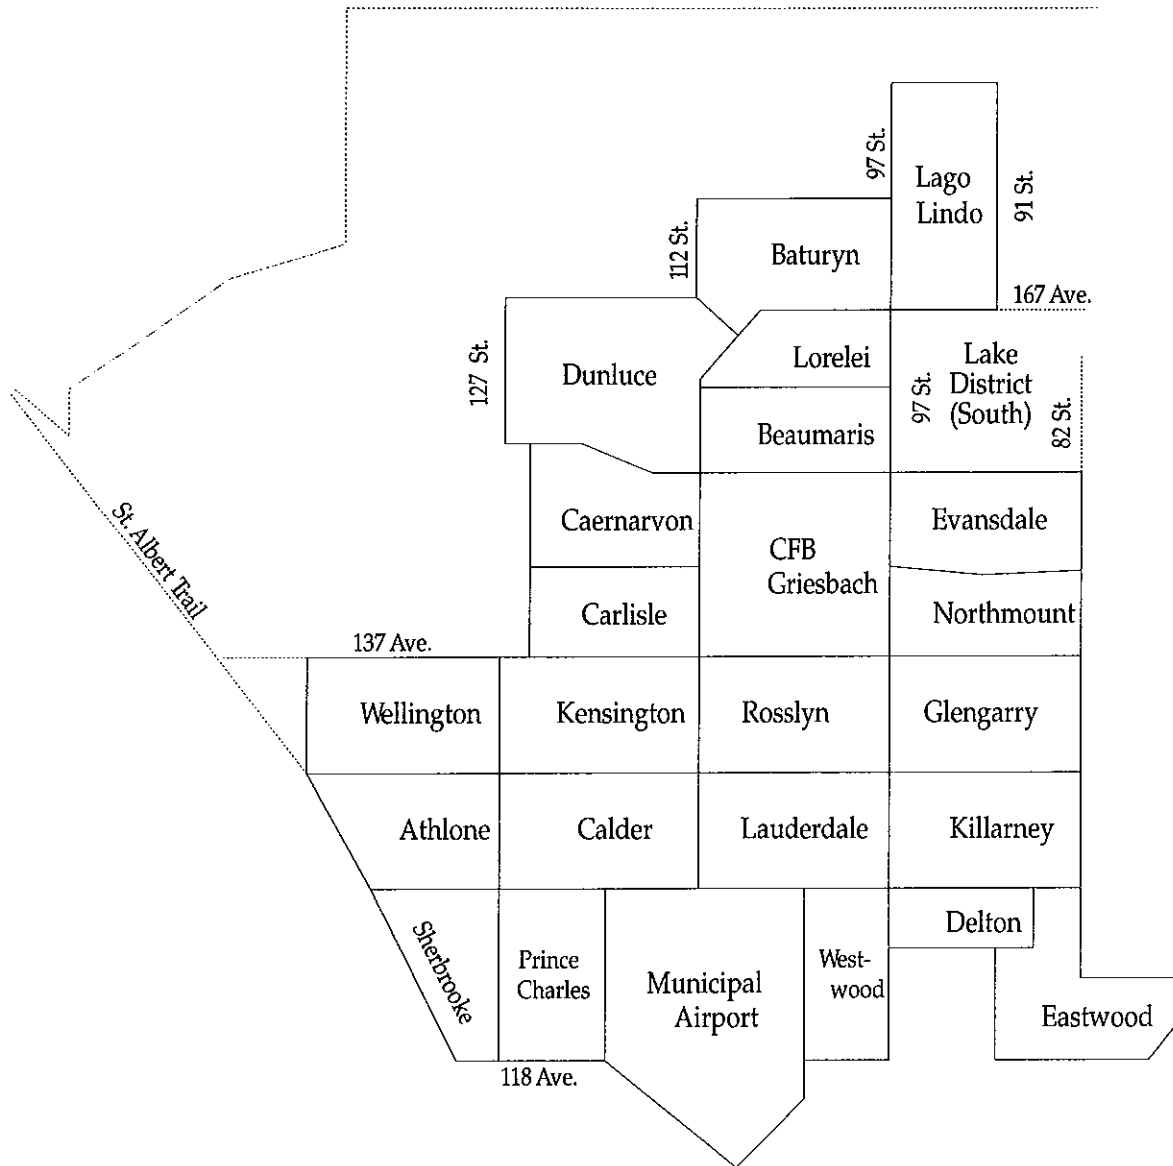 97 St.
Lago
Lindo
91 St.
112 St.
Baturyn
167 Ave.
127 St.
Dunluce
Lorelei
Lake
District
(South)
97 St.
82 St.
Beaumaris
St. Albert Trail
Caernarvon
CFB
Griesbach
Evansdale
Carlisle
Northmount
137 Ave.
Wellington
Kensington
Rosslyn
Glengarry
Athlone
Calder
Lauderdale
Killarney
Sherbrooke
Prince
Charles
Municipal
Airport
West-
wood
Delton
Eastwood
118 Ave.